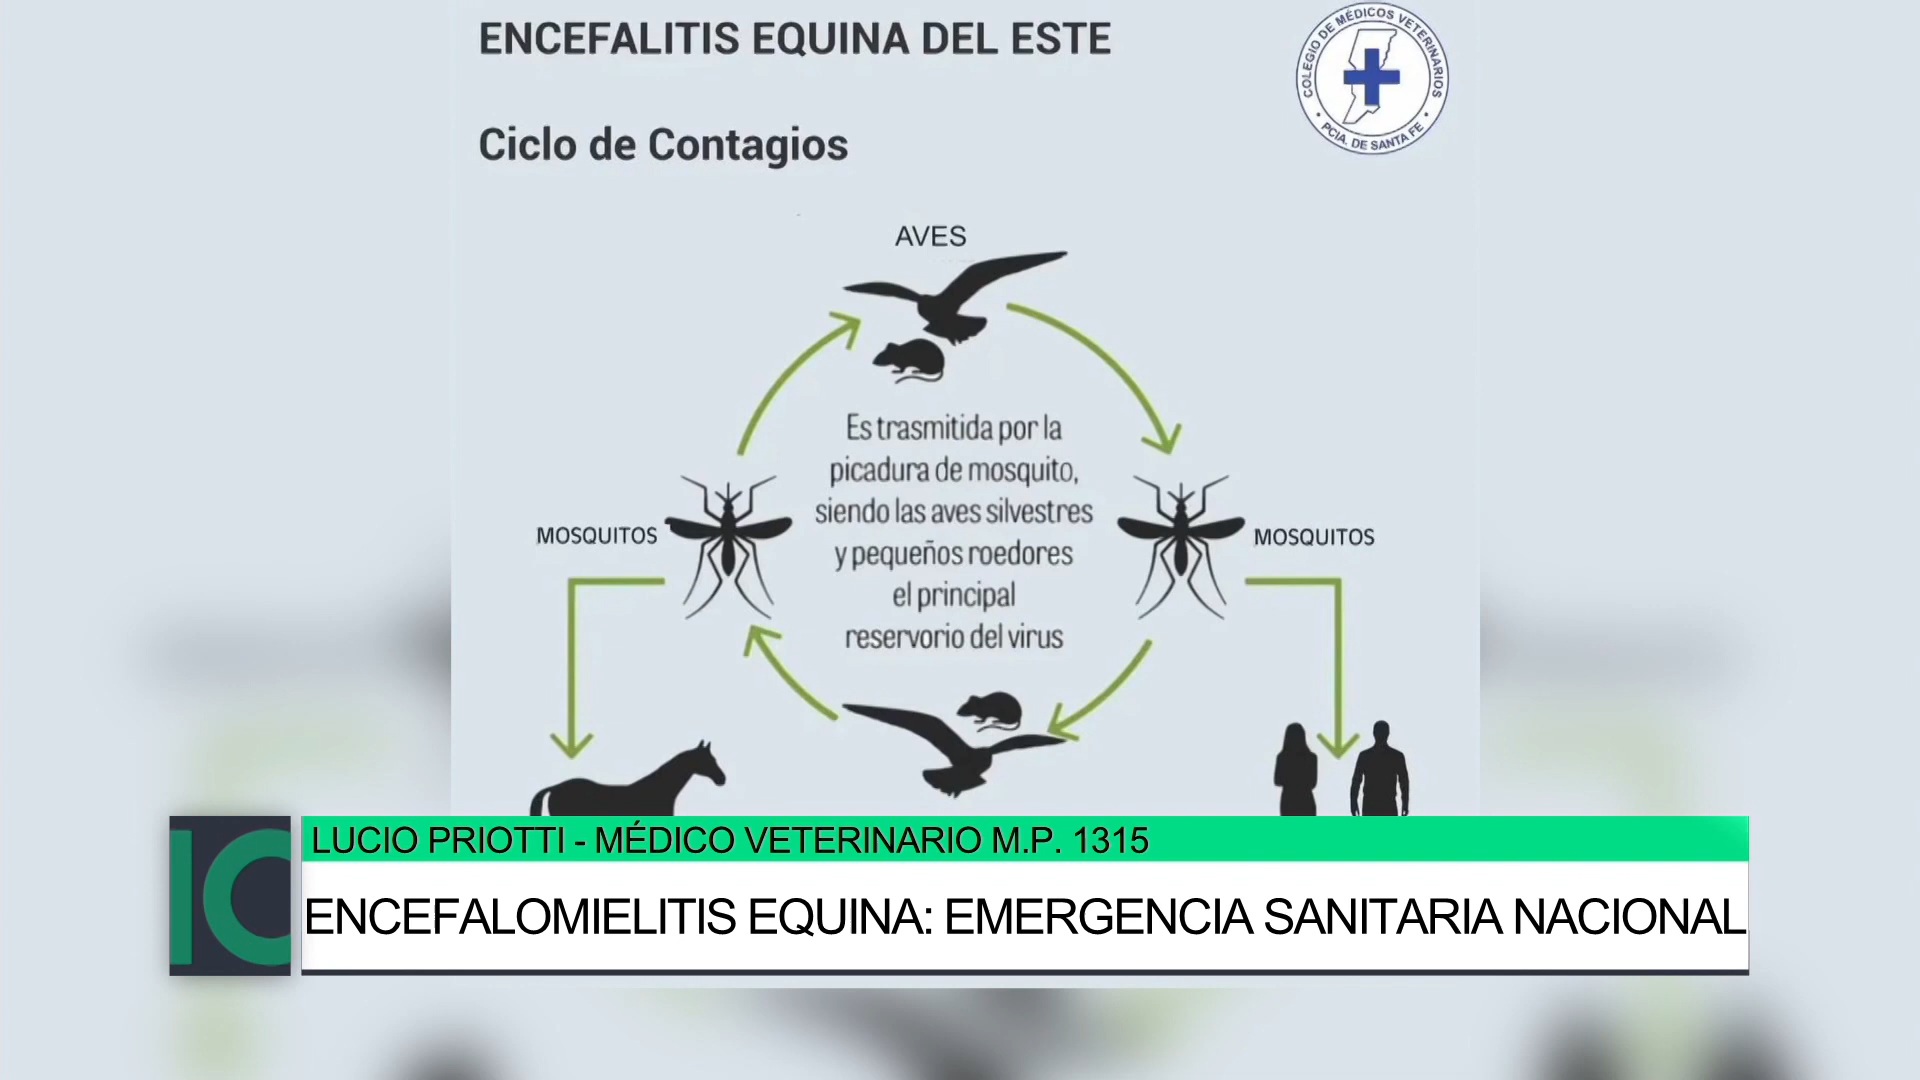 ENCEFALITIS EQUINA DEL ESTE
COLEGIO DE MÉDICOS VETERINARIOS
PCIA. DE SANTA FE
Ciclo de Contagios
AVES
Es trasmitida por la
picadura de mosquito,
siendo las aves silvestres
y pequeños roedores
el principal
reservorio del virus
MOSQUITOS
MOSQUITOS
LUCIO PRIOTTI - MÉDICO VETERINARIO M.P. 1315
IC
ENCEFALOMIELITIS EQUINA: EMERGENCIA SANITARIA NACIONAL